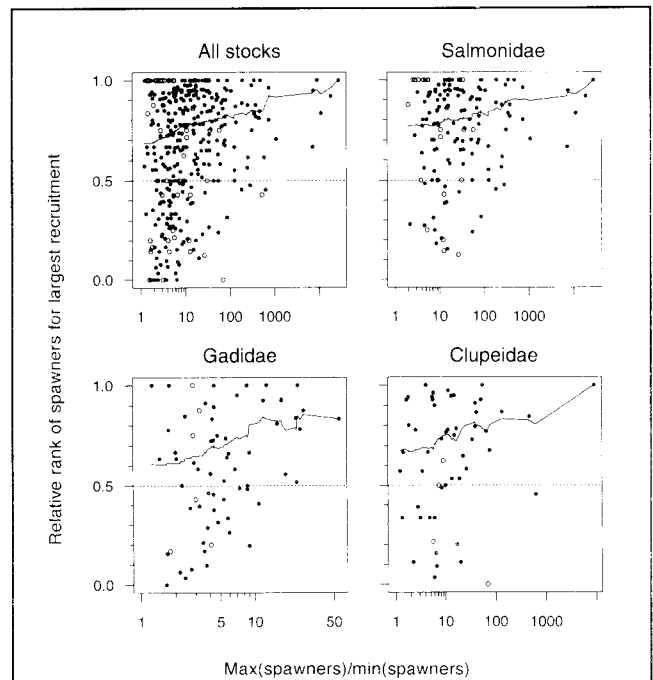 All stocks
Salmonidae
1.0
0.5
0.0
1 10 100 1000
1 10 100 1000
Gadidae
Clupeidae
1.0
0.5
0.0
1 5 10 50
1 10 100 1000
Relative rank of spawners for largest recruitment
Max(spawners)/min(spawners)